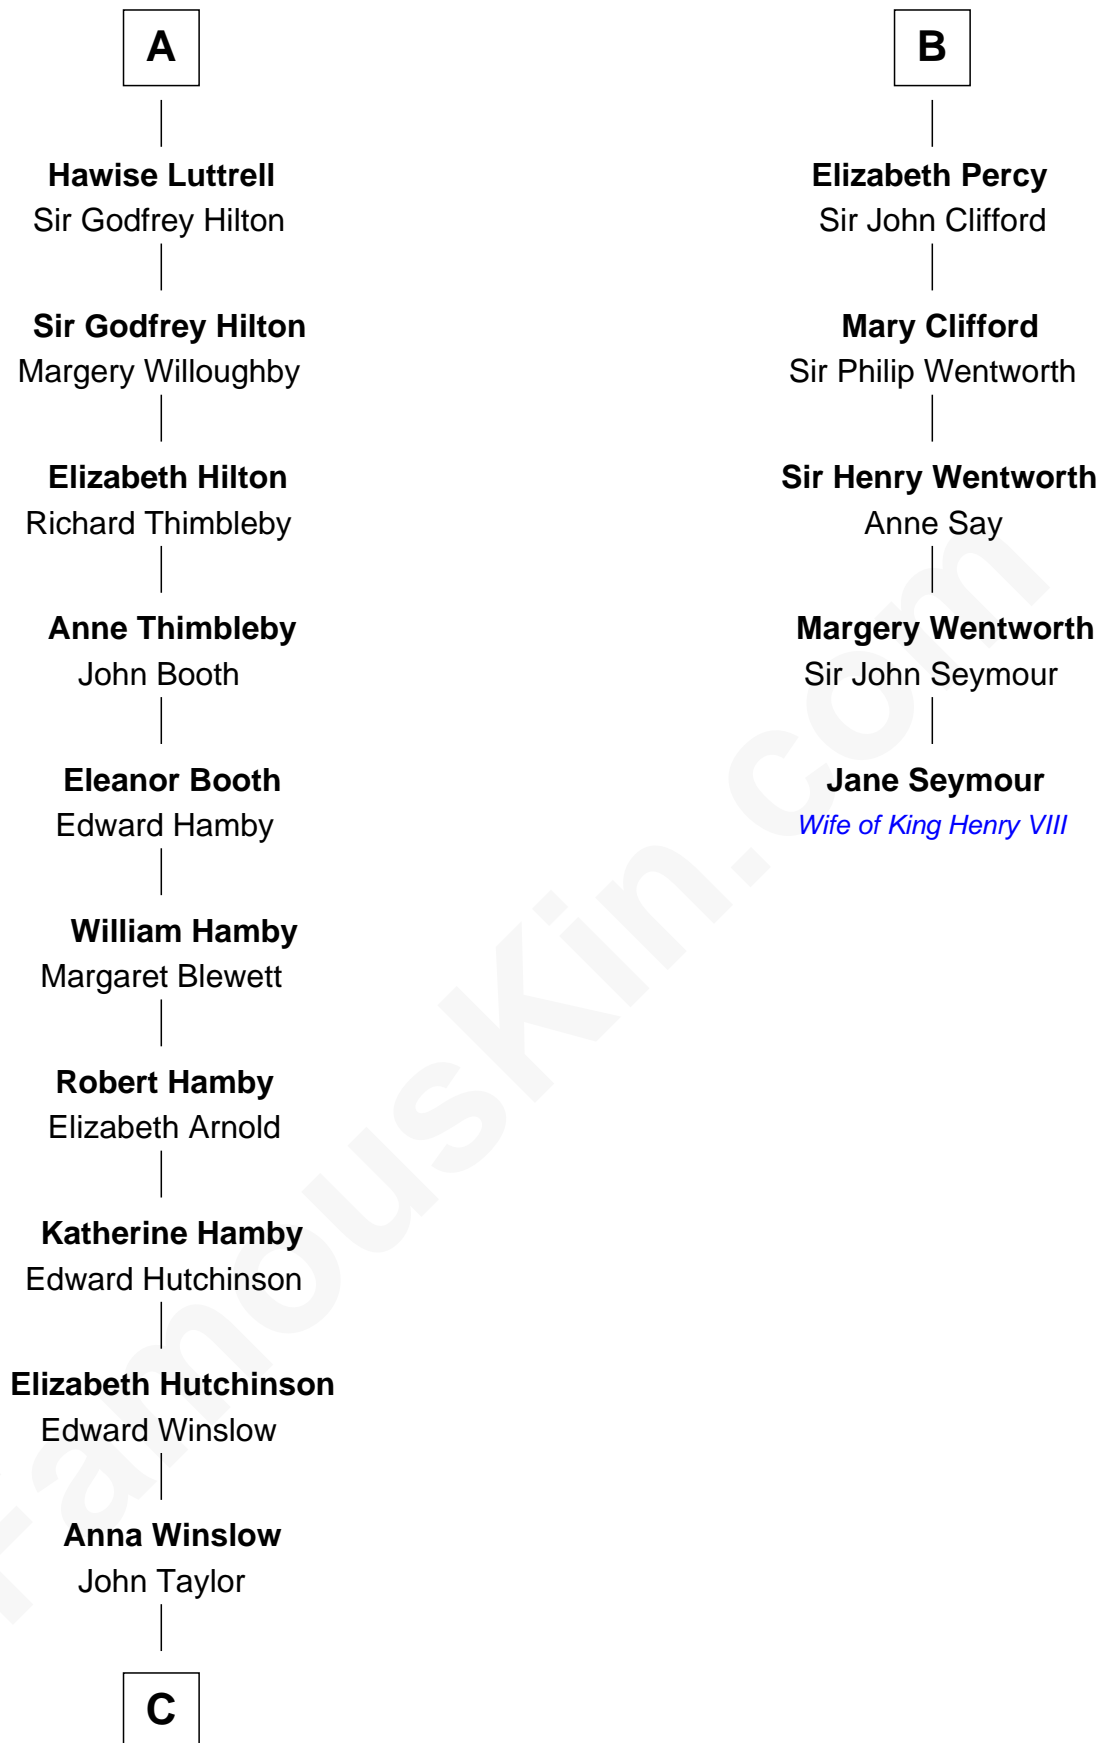 A
Hawise Luttrell
Sir Godfrey Hilton
Sir Godfrey Hilton
Margery Willoughby
Elizabeth Hilton
Richard Thimbleby
Anne Thimbleby
John Booth
Eleanor Booth
Edward Hamby
William Hamby
Margaret Blewett
Robert Hamby
Elizabeth Arnold
Katherine Hamby
Edward Hutchinson
Elizabeth Hutchinson
Edward Winslow
Anna Winslow
John Taylor
C
B
Elizabeth Percy
Sir John Clifford
Mary Clifford
Sir Philip Wentworth
Sir Henry Wentworth
Anne Say
Margery Wentworth
Sir John Seymour
Jane Seymour
Wife of King Henry VIII
FamousKin.com